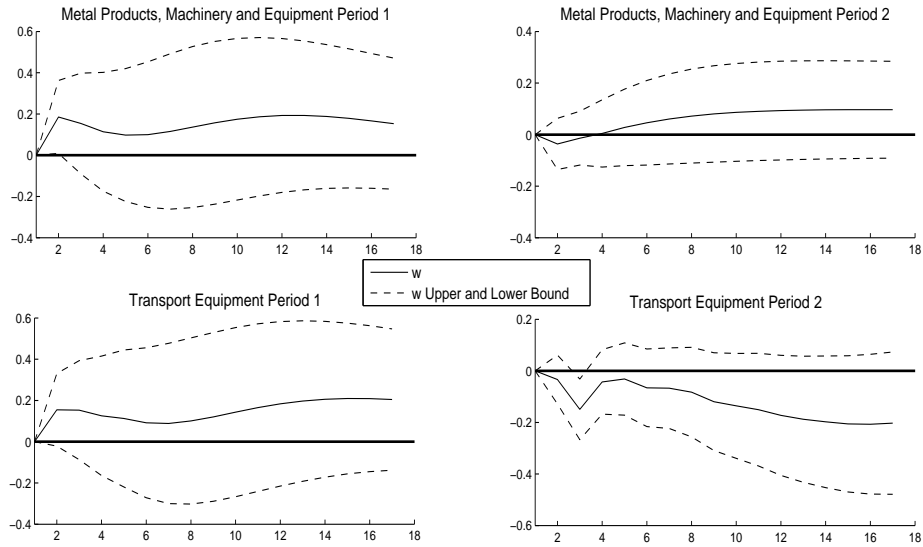 Metal Products, Machinery and Equipment Period 1
0.6
0.4
0.2
0
−0.2
−0.4
2 4 6 8 10 12 14 16 18
Metal Products, Machinery and Equipment Period 2
0.4
0.2
0
−0.2
−0.4
2 4 6 8 10 12 14 16 18
w
w Upper and Lower Bound
Transport Equipment Period 1
0.6
0.4
0.2
0
−0.2
−0.4
2 4 6 8 10 12 14 16 18
Transport Equipment Period 2
0.2
0
−0.2
−0.4
−0.6
2 4 6 8 10 12 14 16 18